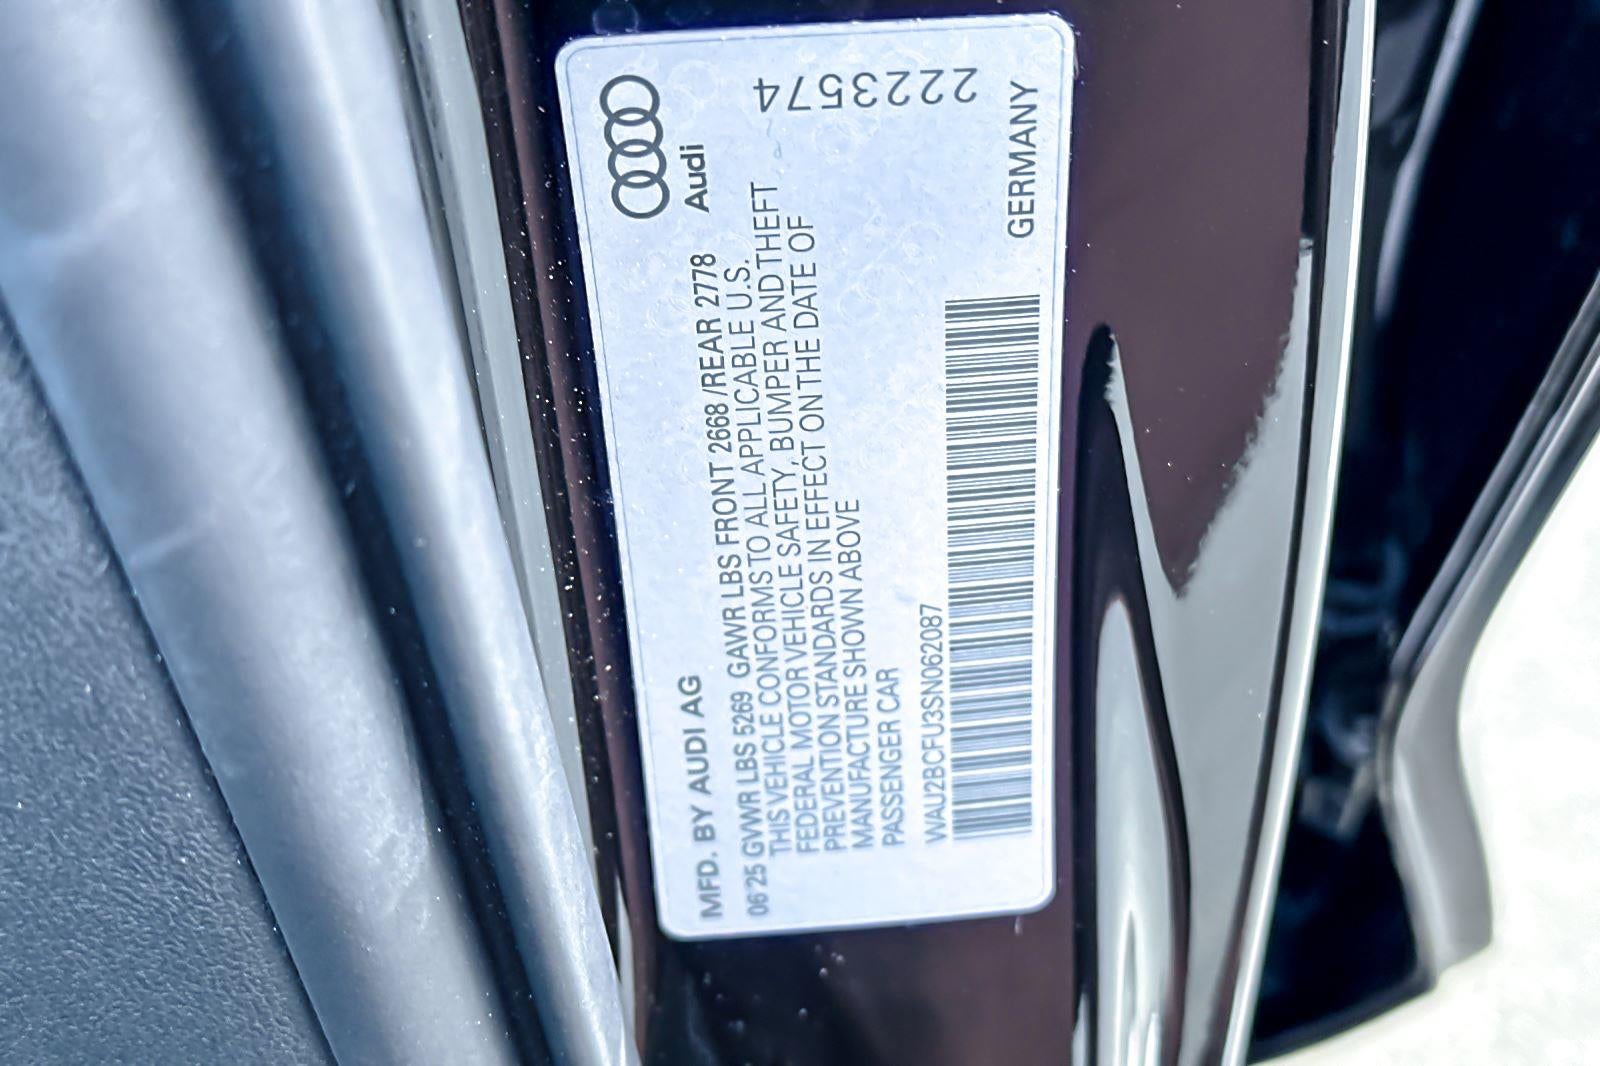 MFD. BY AUDI AG
Audi
06 25 GVWR LBS 5269 GAWR LBS FRONT 2668 /REAR 2778
THIS VEHICLE CONFORMS TO ALL APPLICABLE U.S.
FEDERAL MOTOR VEHICLE SAFETY, BUMPER AND THEFT
PREVENTION STANDARDS IN EFFECT ON THE DATE OF
MANUFACTURE SHOWN ABOVE
PASSENGER CAR
WAU2BCFU3SN062087
2223574
GERMANY